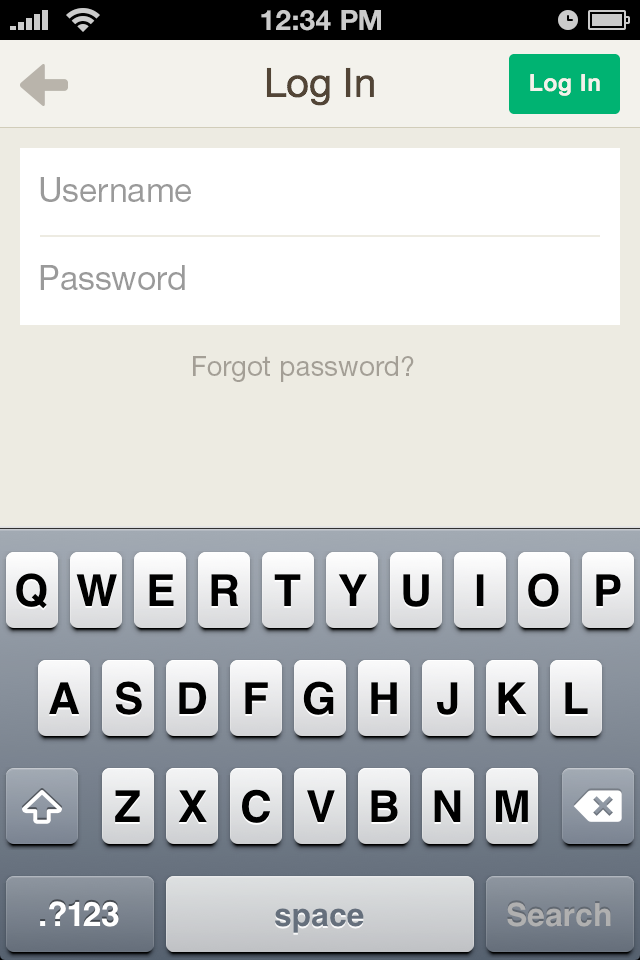 12:34 PM
Log In
Log In
Username
Password
Forgot password?
Q W E R T Y U I O P
A S D F G H J K L
Z X C V B N M
.?123 space Search